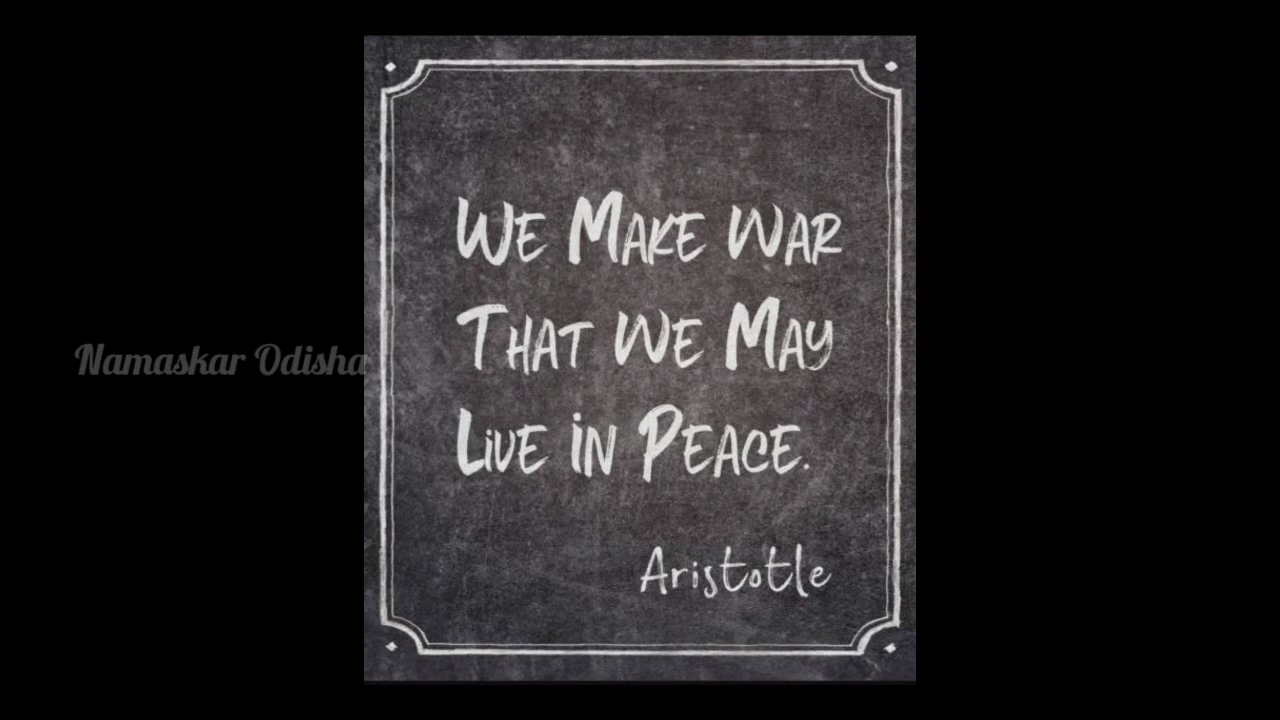 We Make War
That We May
Live in Peace.
Aristotle
Namaskar Odisha